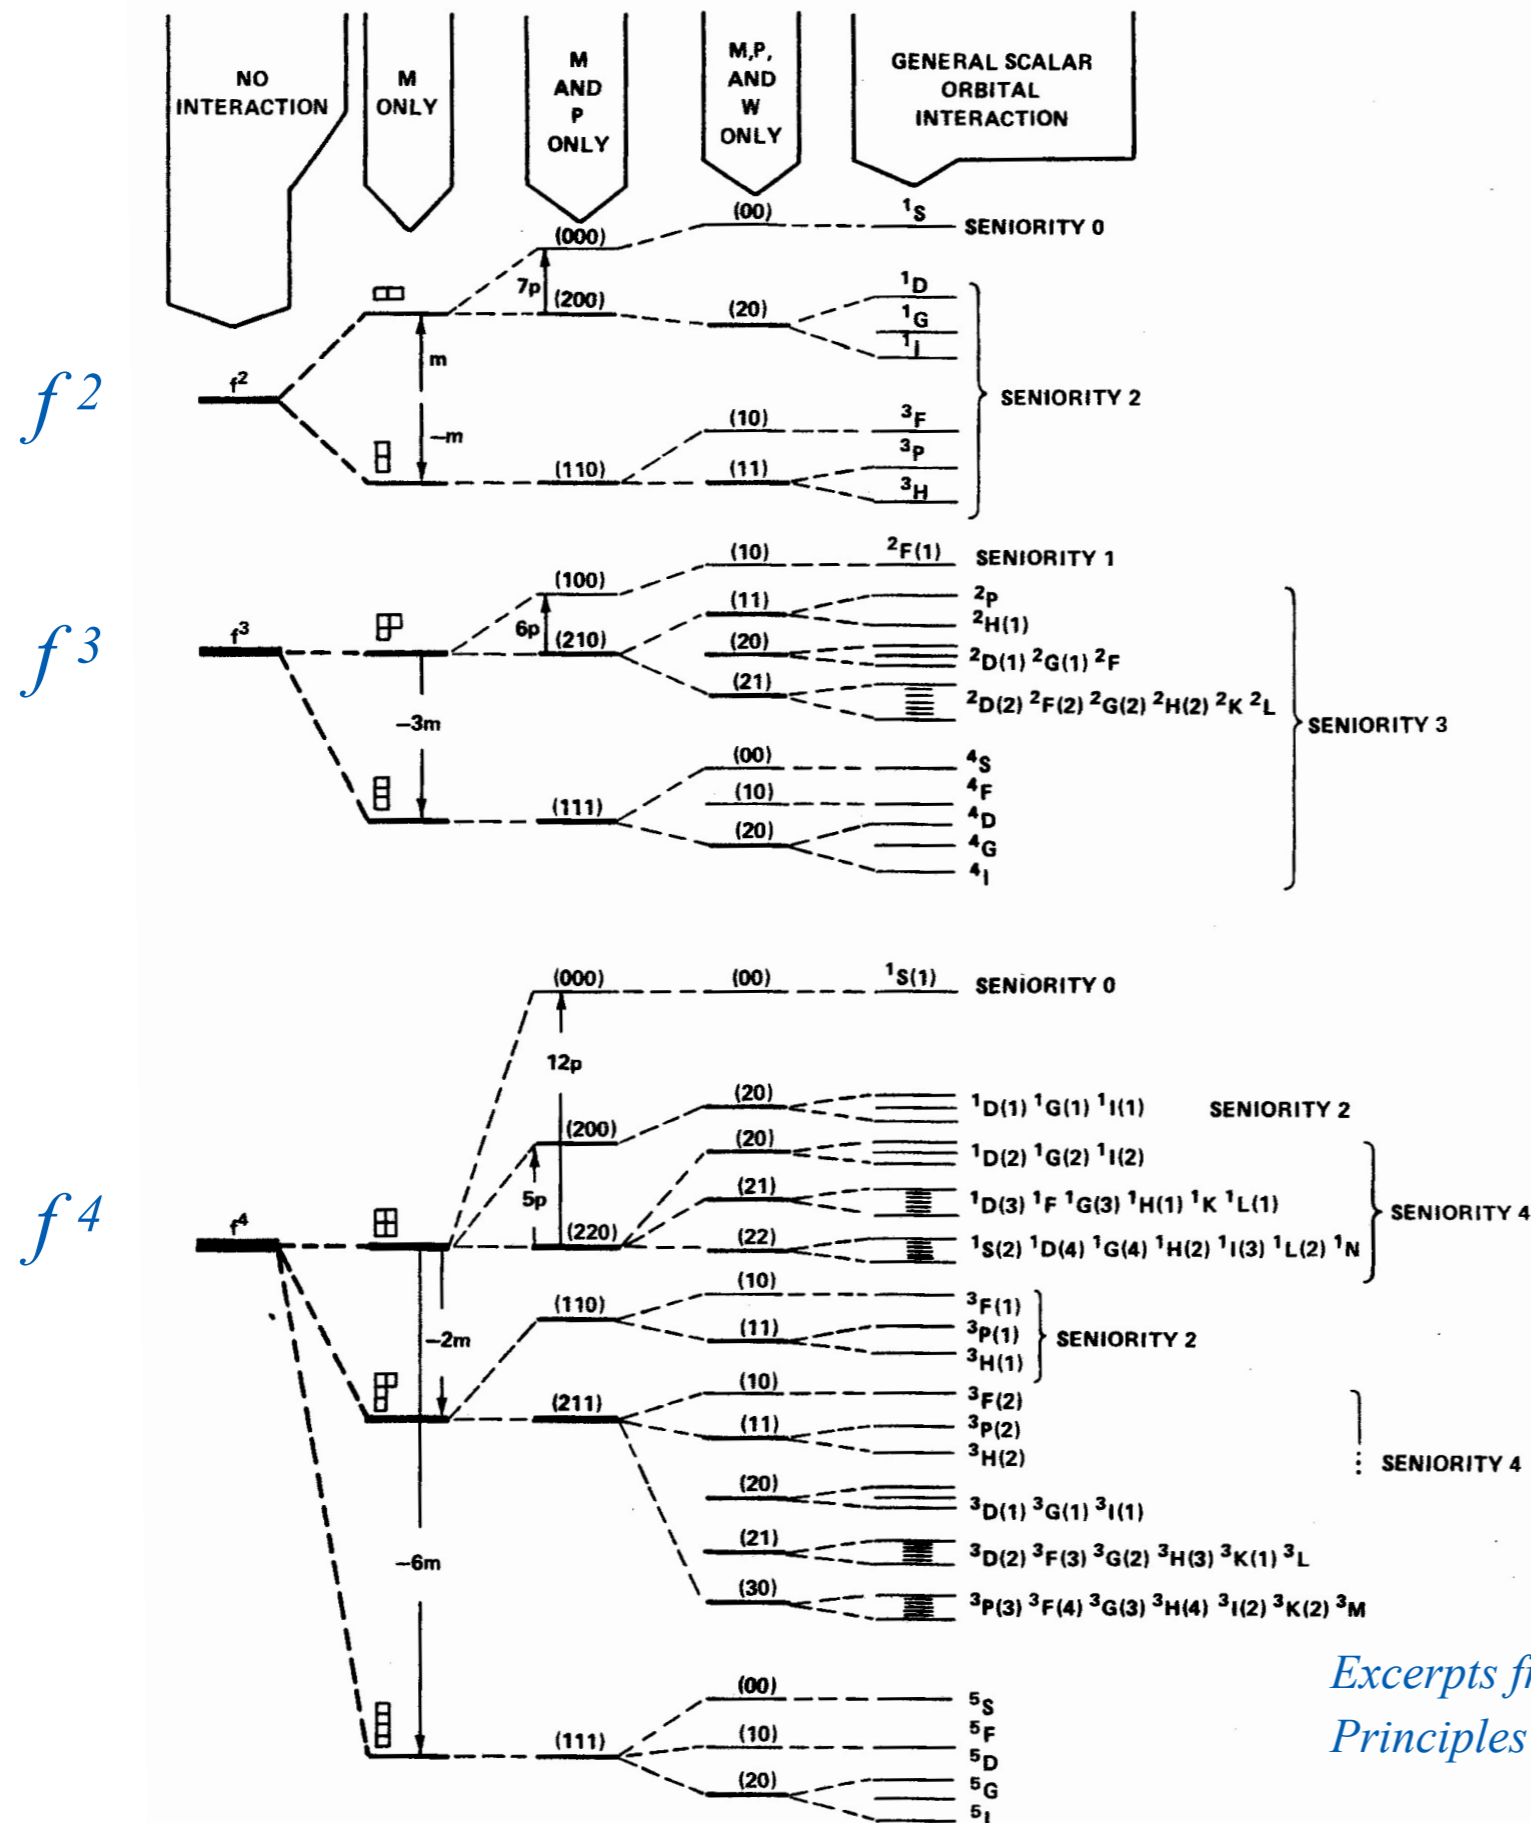 NO
INTERACTION
M
ONLY
M
AND
P
ONLY
M,P,
AND
W
ONLY
GENERAL SCALAR
ORBITAL
INTERACTION
f 2
f²
m
–m
(000)
7p
(200)
(110)
(00)
(20)
(10)
(11)
¹S
SENIORITY 0
¹D
¹G
¹I
³F
³P
³H
SENIORITY 2
f 3
f³
–3m
(100)
6p
(210)
(111)
(10)
(11)
(20)
(21)
(00)
(10)
(20)
²F(1)
SENIORITY 1
²P
²H(1)
²D(1) ²G(1) ²F
²D(2) ²F(2) ²G(2) ²H(2) ²K ²L
⁴S
⁴F
⁴D
⁴G
⁴I
SENIORITY 3
f 4
f⁴
–2m
–6m
(000)
12p
(200)
5p
(220)
(110)
(211)
(111)
(00)
¹S(1)
SENIORITY 0
(20)
¹D(1) ¹G(1) ¹I(1)
SENIORITY 2
(20)
¹D(2) ¹G(2) ¹I(2)
(21)
¹D(3) ¹F ¹G(3) ¹H(1) ¹K ¹L(1)
(22)
¹S(2) ¹D(4) ¹G(4) ¹H(2) ¹I(3) ¹L(2) ¹N
SENIORITY 4
(10)
³F(1)
(11)
³P(1)
³H(1)
SENIORITY 2
(10)
³F(2)
(11)
³P(2)
³H(2)
SENIORITY 4
(20)
³D(1) ³G(1) ³I(1)
(21)
³D(2) ³F(3) ³G(2) ³H(3) ³K(1) ³L
(30)
³P(3) ³F(4) ³G(3) ³H(4) ³I(2) ³K(2) ³M
(00)
⁵S
(10)
⁵F
⁵D
(20)
⁵G
⁵I
Excerpts
Principles